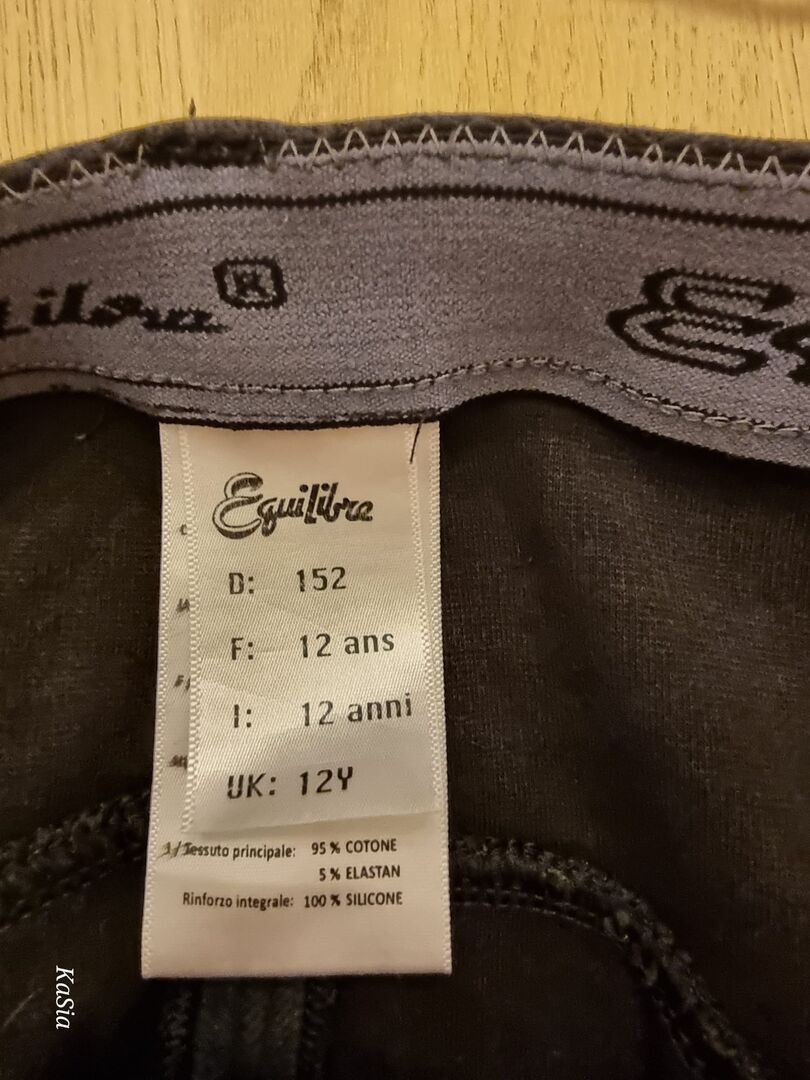 EquiLibre
D: 152
F: 12 ans
I: 12 anni
UK: 12Y
Tessuto principale: 95 % COTONE
5 % ELASTAN
Rinforzo integrale: 100 % SILICONE
KaSia